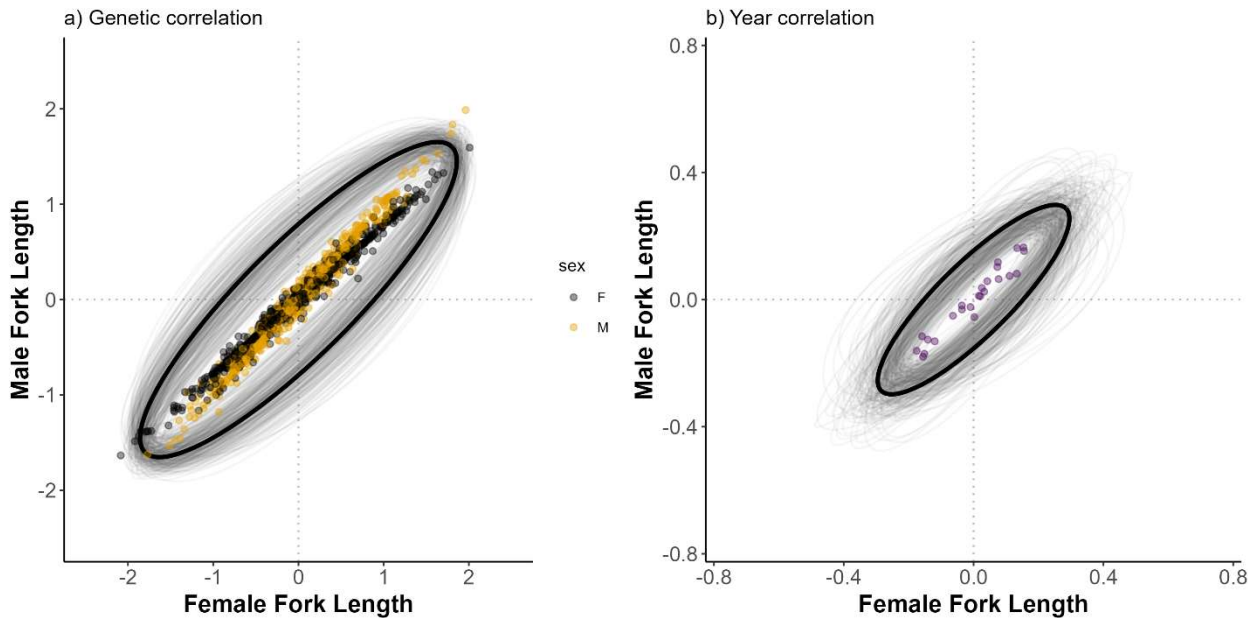 a) Genetic correlation
2
1
0
-1
-2
-2
-1
0
1
2
Male Fork Length
Female Fork Length
sex
F
M
b) Year correlation
0.8
0.4
0.0
-0.4
-0.8
-0.8
-0.4
0.0
0.4
0.8
Male Fork Length
Female Fork Length